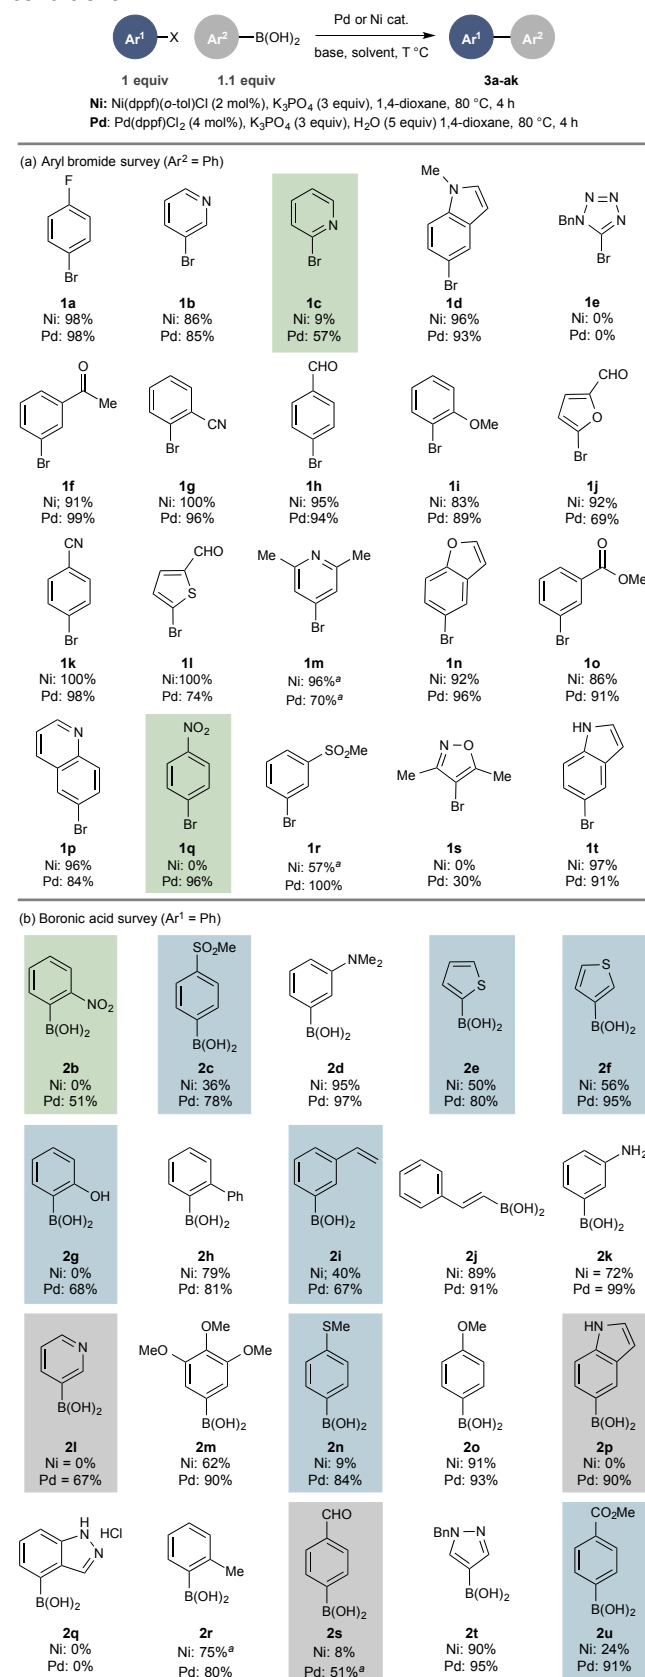 Ar¹ X Ar² B(OH)₂ Pd or Ni cat. Ar¹ Ar²
base, solvent, T °C
1 equiv 1.1 equiv 3a-ak
Ni: Ni(dppf)(o-tol)Cl (2 mol%), K₃PO₄ (3 equiv), 1,4-dioxane, 80 °C, 4 h
Pd: Pd(dppf)Cl₂ (4 mol%), K₃PO₄ (3 equiv), H₂O (5 equiv) 1,4-dioxane, 80 °C, 4 h
(a) Aryl bromide survey (Ar² = Ph)
F N N Me N N N N BnN
Br Br Br Br Br
1a 1b 1c 1d 1e
Ni: 98% Ni: 86% Ni: 9% Ni: 96% Ni: 0%
Pd: 98% Pd: 85% Pd: 57% Pd: 93% Pd: 0%
O Me CN CHO OMe CHO O
Br Br Br Br Br
1f 1g 1h 1i 1j
Ni; 91% Ni: 100% Ni: 95% Ni: 83% Ni: 92%
Pd: 99% Pd: 96% Pd:94% Pd: 89% Pd: 69%
CN CHO S Me N Me O O OMe
Br Br Br Br Br
1k 1l 1m 1n 1o
Ni: 100% Ni:100% Ni: 96%ᵃ Ni: 92% Ni: 86%
Pd: 98% Pd: 74% Pd: 70%ᵃ Pd: 96% Pd: 91%
N NO₂ SO₂Me N O Me Me HN
Br Br Br Br Br
1p 1q 1r 1s 1t
Ni: 96% Ni: 0% Ni: 57%ᵃ Ni: 0% Ni: 97%
Pd: 84% Pd: 96% Pd: 100% Pd: 30% Pd: 91%
(b) Boronic acid survey (Ar¹ = Ph)
NO₂ SO₂Me NMe₂ S S
B(OH)₂ B(OH)₂ B(OH)₂ B(OH)₂ B(OH)₂
2b 2c 2d 2e 2f
Ni: 0% Ni: 36% Ni: 95% Ni: 50% Ni: 56%
Pd: 51% Pd: 78% Pd: 97% Pd: 80% Pd: 95%
OH Ph NH₂
B(OH)₂ B(OH)₂ B(OH)₂ B(OH)₂ B(OH)₂
2g 2h 2i 2j 2k
Ni: 0% Ni: 79% Ni; 40% Ni: 89% Ni = 72%
Pd: 68% Pd: 81% Pd: 67% Pd: 91% Pd = 99%
N OMe MeO OMe SMe OMe HN
B(OH)₂ B(OH)₂ B(OH)₂ B(OH)₂ B(OH)₂
2l 2m 2n 2o 2p
Ni = 0% Ni: 62% Ni: 9% Ni: 91% Ni: 0%
Pd = 67% Pd: 90% Pd: 84% Pd: 93% Pd: 90%
H N N HCl Me CHO BnN N CO₂Me
B(OH)₂ B(OH)₂ B(OH)₂ B(OH)₂ B(OH)₂
2q 2r 2s 2t 2u
Ni: 0% Ni: 75%ᵃ Ni: 8% Ni: 90% Ni: 24%
Pd: 0% Pd: 80% Pd: 51%ᵃ Pd: 95% Pd: 91%